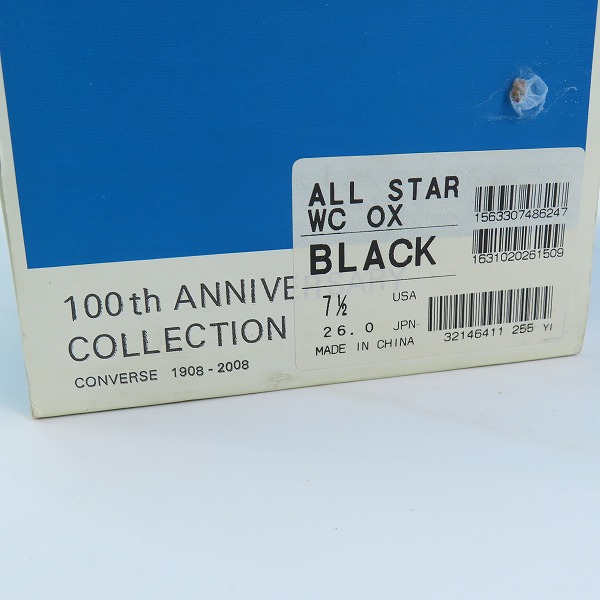 ALL STAR
WC OX
BLACK
7½ USA
26.0 JPN
MADE IN CHINA
1563307486247
1631020261509
32146411 255 YI
100th ANNIVE
COLLECTION
CONVERSE 1908-2008